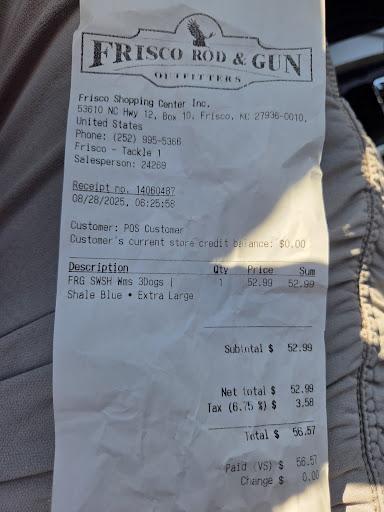 FRISCO ROD & GUN
OUTFITTERS
Frisco Shopping Center Inc.
53610 NC Hwy 12, Box 10, Frisco, NC 27936-0010,
United States
Phone: (252) 995-5366
Frisco - Tackle 1
Salesperson: 24269
Receipt no. 14060487
08/28/2025, 06:25:58
Customer: POS Customer
Customer's current store credit balance: $0.00
Description Qty Price Sum
FRG SWSH Wms 3Dogs | 1 52.99 52.99
Shale Blue • Extra Large
Subtotal $ 52.99
Net total $ 52.99
Tax (6.75 %) $ 3.58
Total $ 56.57
Paid (VS) $ 56.57
Change $ 0.00